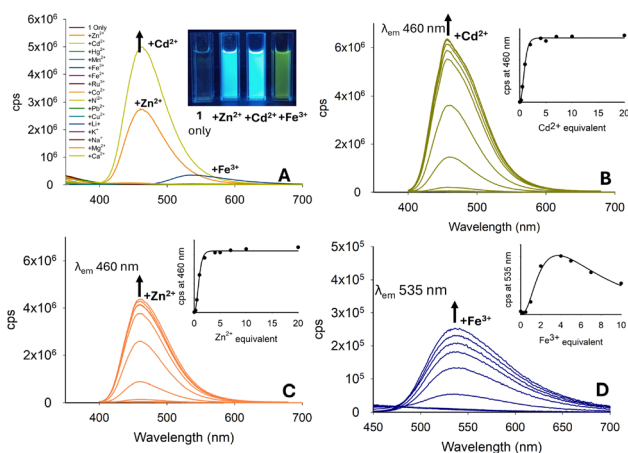 6x10⁶
5x10⁶
4x10⁶
3x10⁶
2x10⁶
1x10⁶
0
cps
1 Only
+Zn²⁺
+Cd²⁺
+Hg²⁺
+Mn²⁺
+Fe³⁺
+Fe²⁺
+Ru³⁺
+Co²⁺
+N²⁺
+Pb²⁺
+Cu²⁺
+Li+
+K⁺
+Na⁺
+Mg²⁺
+Ca²⁺
+Cd²⁺
+Zn²⁺
+Fe³⁺
1 +Zn²⁺ +Cd²⁺ +Fe³⁺
only
A
400 500 600 700
Wavelength (nm)
λem 460 nm
+Cd²⁺
6x10⁶
4x10⁶
2x10⁶
0
cps
cps at 460 nm
0 5 10 15 20
Cd²⁺ equivalent
B
400 500 600 700
Wavelength (nm)
λem 460 nm
+Zn²⁺
6x10⁶
4x10⁶
2x10⁶
0
cps
cps at 460 nm
0 5 10 15 20
Zn²⁺ equivalent
C
400 500 600 700
Wavelength (nm)
λem 535 nm
+Fe³⁺
5x10⁵
4x10⁵
3x10⁵
2x10⁵
1x10⁵
0
cps
cps at 535 nm
0 2 4 6 8 10
Fe³⁺ equivalent
D
450 500 550 600 650 700
Wavelength (nm)